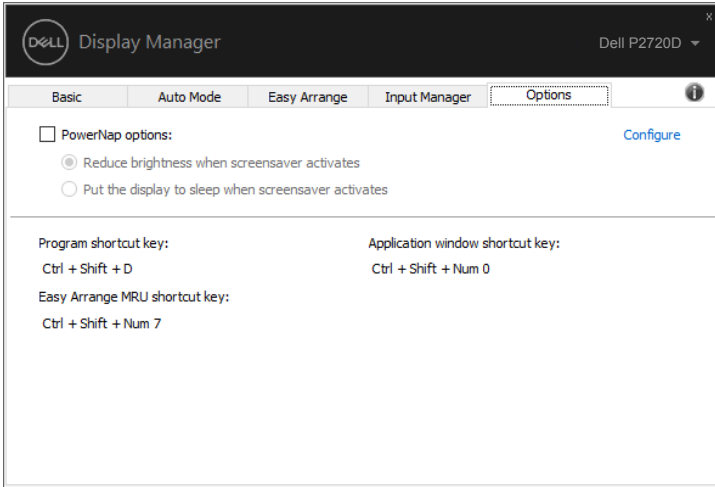 x
DELL Display Manager Dell P2720D
Basic Auto Mode Easy Arrange Input Manager Options i
PowerNap options: Configure
Reduce brightness when screensaver activates
Put the display to sleep when screensaver activates
Program shortcut key: Application window shortcut key:
Ctrl + Shift + D Ctrl + Shift + Num 0
Easy Arrange MRU shortcut key:
Ctrl + Shift + Num 7